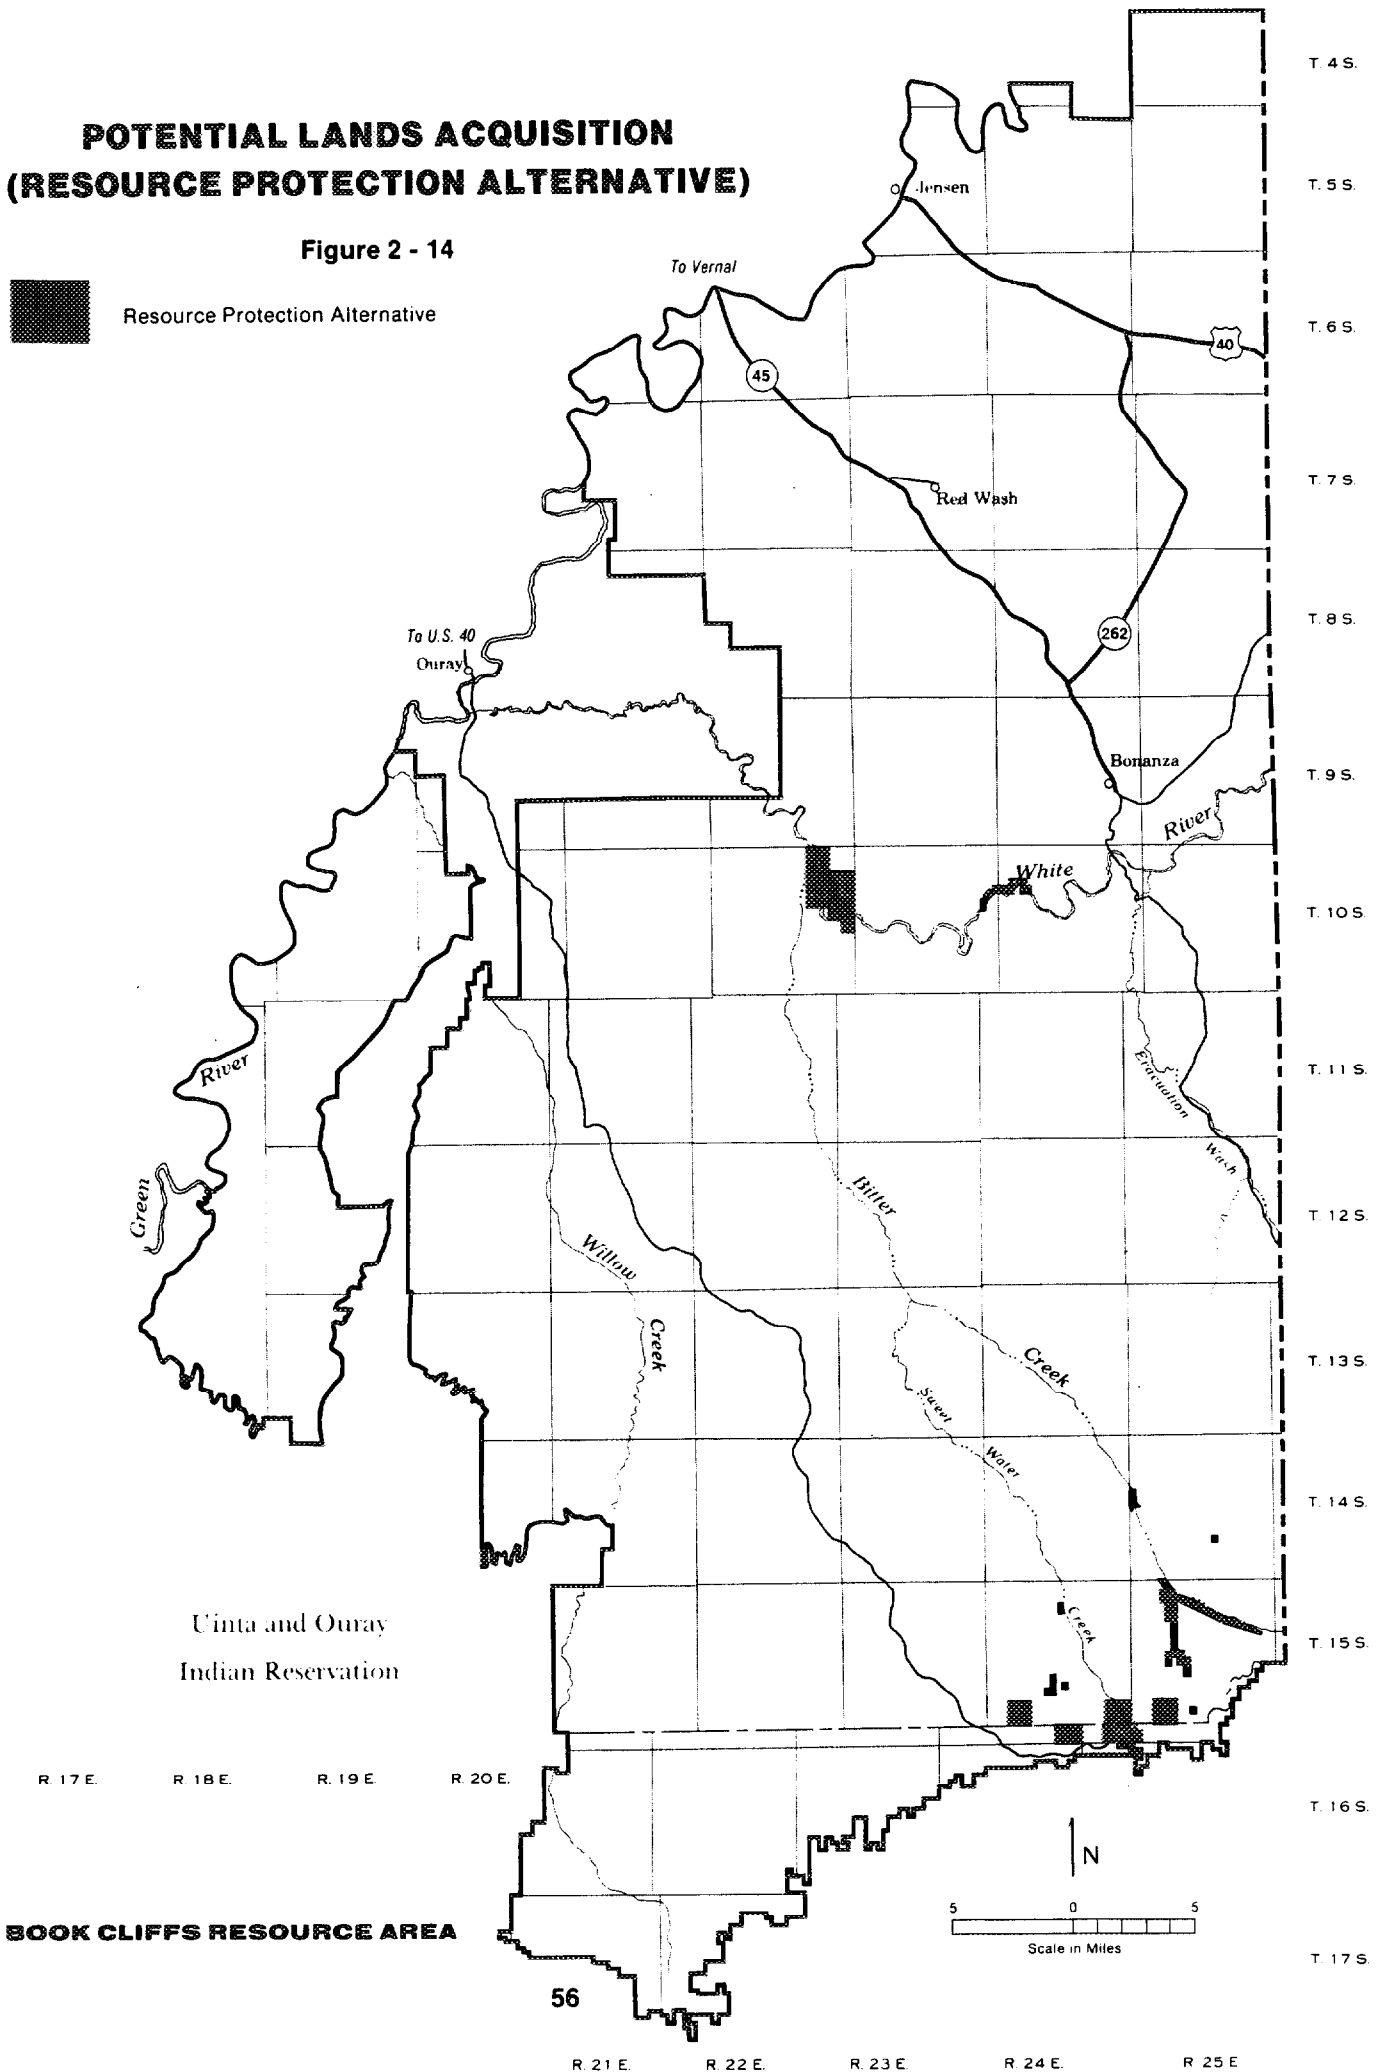 POTENTIAL LANDS ACQUISITION
(RESOURCE PROTECTION ALTERNATIVE)
Figure 2 - 14
Resource Protection Alternative
T. 4 S.
T. 5 S.
T. 6 S.
T. 7 S.
T. 8 S.
T. 9 S.
T. 10 S.
T. 11 S.
T. 12 S.
T. 13 S.
T. 14 S.
T. 15 S.
T. 16 S.
T. 17 S.
Jensen
To Vernal
40
45
Red Wash
262
To U.S. 40
Ouray
Bonanza
River
White
River
Green
Evacuation
Wash
Bitter
Creek
Willow
Creek
Sweet
Water
Creek
Uinta and Ouray
Indian Reservation
R. 17 E.
R. 18 E.
R. 19 E.
R. 20 E.
N
5 0 5
Scale in Miles
BOOK CLIFFS RESOURCE AREA
56
R. 21 E.
R. 22 E.
R. 23 E.
R. 24 E.
R. 25 E